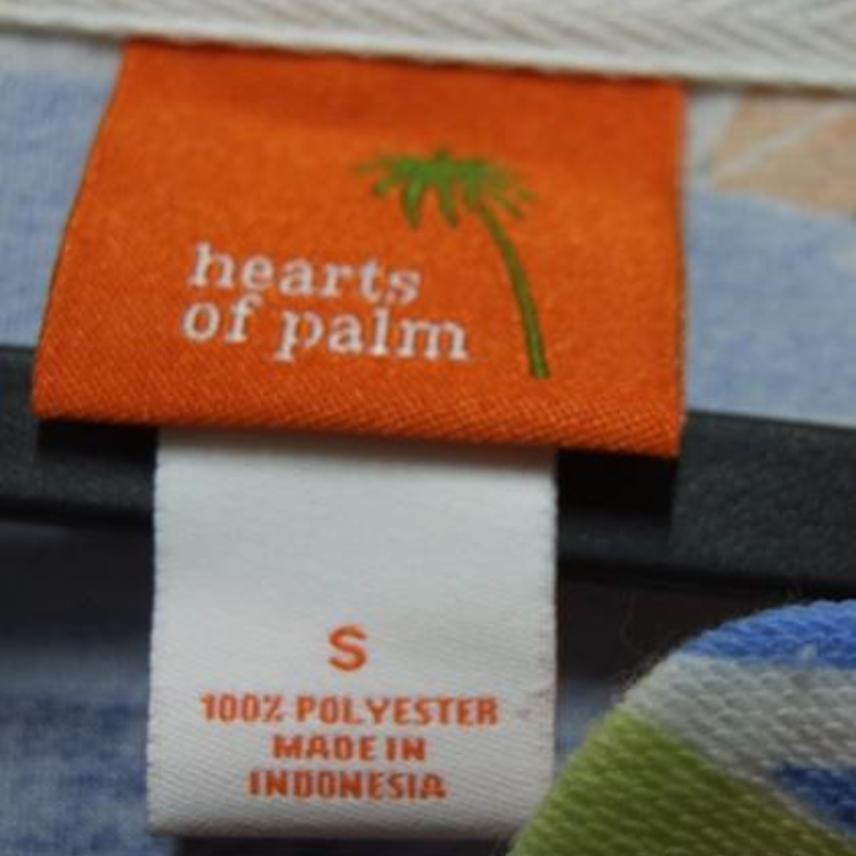 hearts
of palm
S
100% POLYESTER
MADE IN
INDONESIA